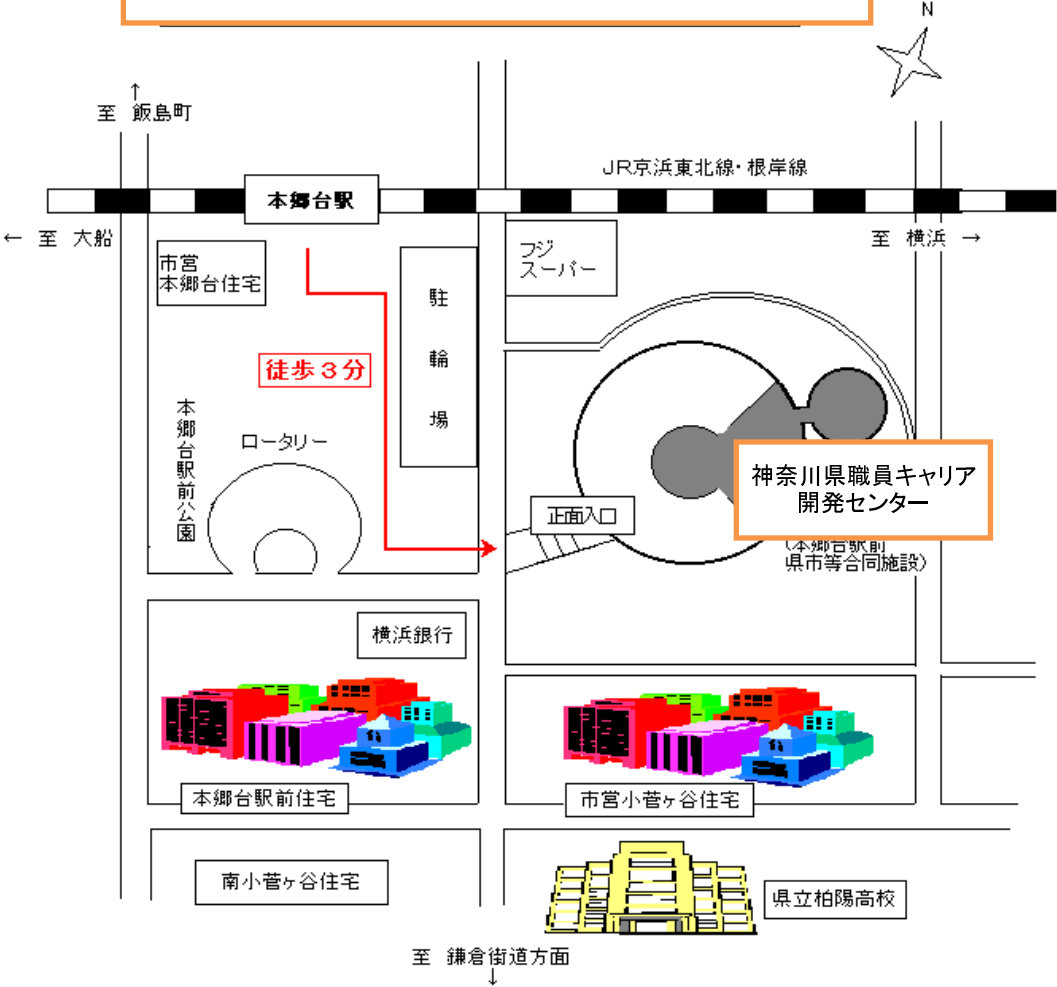 N
↑
至 飯島町
JR京浜東北線・根岸線
本郷台駅
← 至 大船
至 横浜 →
市営
本郷台住宅
フジ
スーパー
駐輪場
徒歩3分
本郷台駅前公園
ロータリー
神奈川県職員キャリア
開発センター
正面入口
(本郷台駅前
県市等合同施設)
横浜銀行
本郷台駅前住宅
市営小菅ヶ谷住宅
南小菅ヶ谷住宅
県立柏陽高校
至 鎌倉街道方面
↓